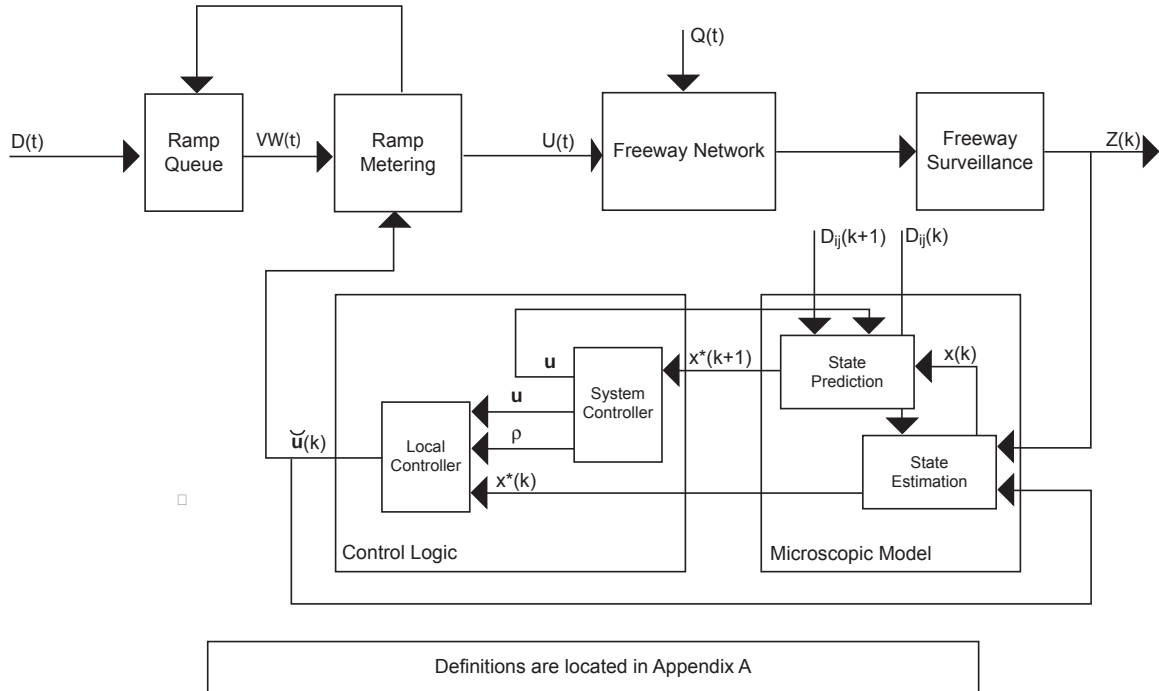 Q(t)
D(t)
Ramp
Queue
VW(t)
Ramp
Metering
U(t)
Freeway Network
Freeway
Surveillance
Z(k)
Dij(k+1)
Dij(k)
u
x*(k+1)
State
Prediction
x(k)
System
Controller
u
ρ
ŭ(k)
Local
Controller
x*(k)
State
Estimation
Control Logic
Microscopic Model
Definitions are located in Appendix A